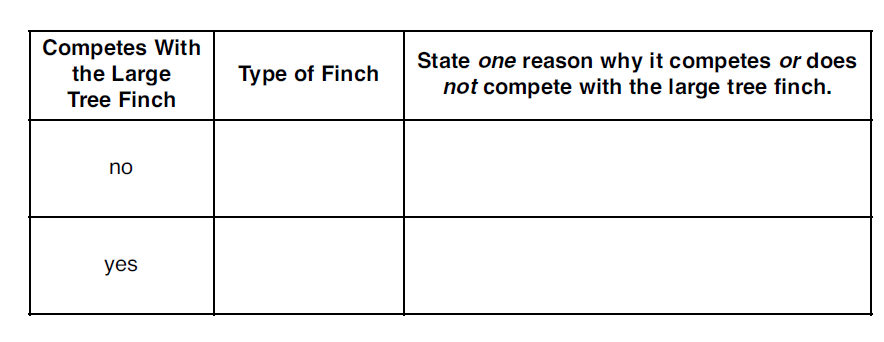 Competes With
the Large
Tree Finch
Type of Finch
State one reason why it competes or does
not compete with the large tree finch.
no
yes